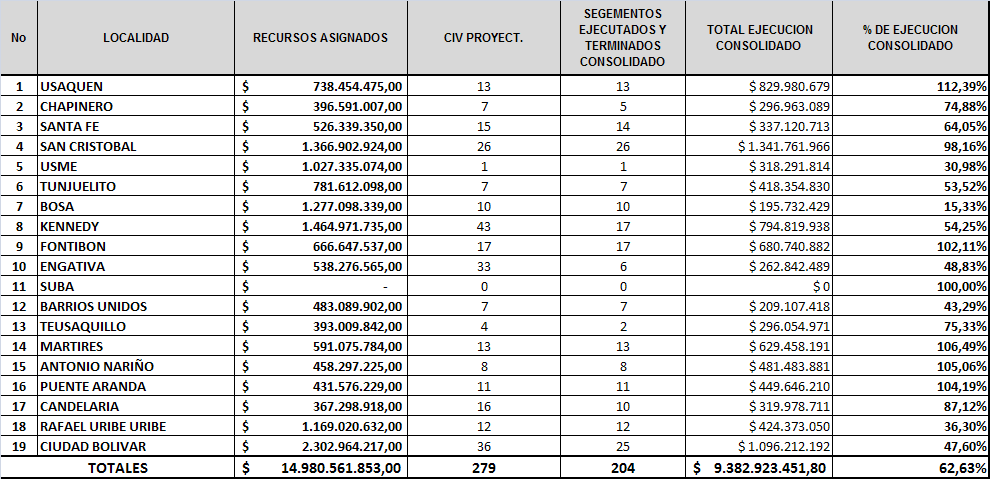 No LOCALIDAD RECURSOS ASIGNADOS CIV PROYECT. SEGEMENTOS EJECUTADOS Y TERMINADOS CONSOLIDADO TOTAL EJECUCION CONSOLIDADO % DE EJECUCION CONSOLIDADO
1 USAQUEN $ 738.454.475,00 13 13 $ 829.980.679 112,39%
2 CHAPINERO $ 396.591.007,00 7 5 $ 296.963.089 74,88%
3 SANTA FE $ 526.339.350,00 15 14 $ 337.120.713 64,05%
4 SAN CRISTOBAL $ 1.366.902.924,00 26 26 $ 1.341.761.966 98,16%
5 USME $ 1.027.335.074,00 1 1 $ 318.291.814 30,98%
6 TUNJUELITO $ 781.612.098,00 7 7 $ 418.354.830 53,52%
7 BOSA $ 1.277.098.339,00 10 10 $ 195.732.429 15,33%
8 KENNEDY $ 1.464.971.735,00 43 17 $ 794.819.938 54,25%
9 FONTIBON $ 666.647.537,00 17 17 $ 680.740.882 102,11%
10 ENGATIVA $ 538.276.565,00 33 6 $ 262.842.489 48,83%
11 SUBA $ - 0 0 $ 0 100,00%
12 BARRIOS UNIDOS $ 483.089.902,00 7 7 $ 209.107.418 43,29%
13 TEUSAQUILLO $ 393.009.842,00 4 2 $ 296.054.971 75,33%
14 MARTIRES $ 591.075.784,00 13 13 $ 629.458.191 106,49%
15 ANTONIO NARIÑO $ 458.297.225,00 8 8 $ 481.483.881 105,06%
16 PUENTE ARANDA $ 431.576.229,00 11 11 $ 449.646.210 104,19%
17 CANDELARIA $ 367.298.918,00 16 10 $ 319.978.711 87,12%
18 RAFAEL URIBE URIBE $ 1.169.020.632,00 12 12 $ 424.373.050 36,30%
19 CIUDAD BOLIVAR $ 2.302.964.217,00 36 25 $ 1.096.212.192 47,60%
TOTALES $ 14.980.561.853,00 279 204 $ 9.382.923.451,80 62,63%